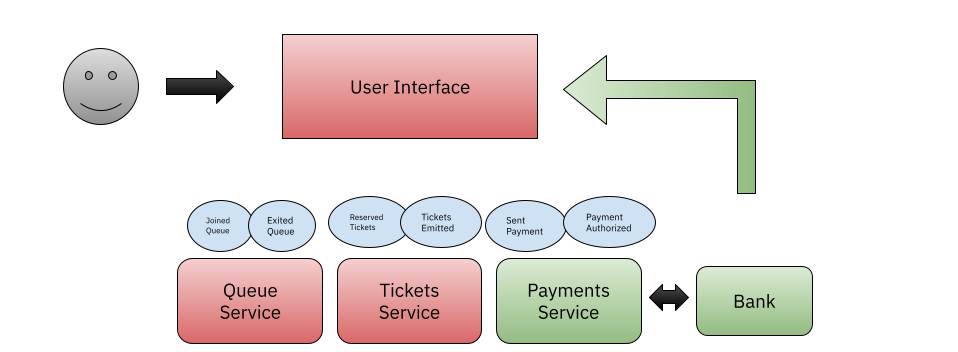 User Interface
Joined
Queue
Exited
Queue
Reserved
Tickets
Tickets
Emitted
Sent
Payment
Payment
Authorized
Queue
Service
Tickets
Service
Payments
Service
Bank